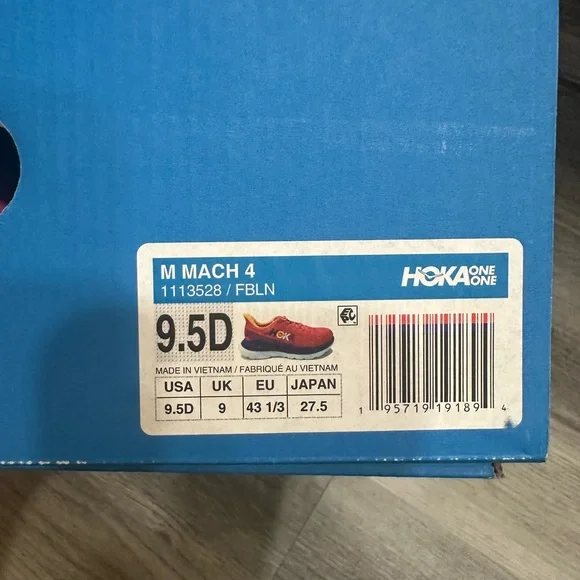 M MACH 4
1113528 / FBLN
HOKA ONE ONE
9.5D
MADE IN VIETNAM / FABRIQUÉ AU VIETNAM
USA UK EU JAPAN
9.5D 9 43 1/3 27.5
1 95719 19189 4